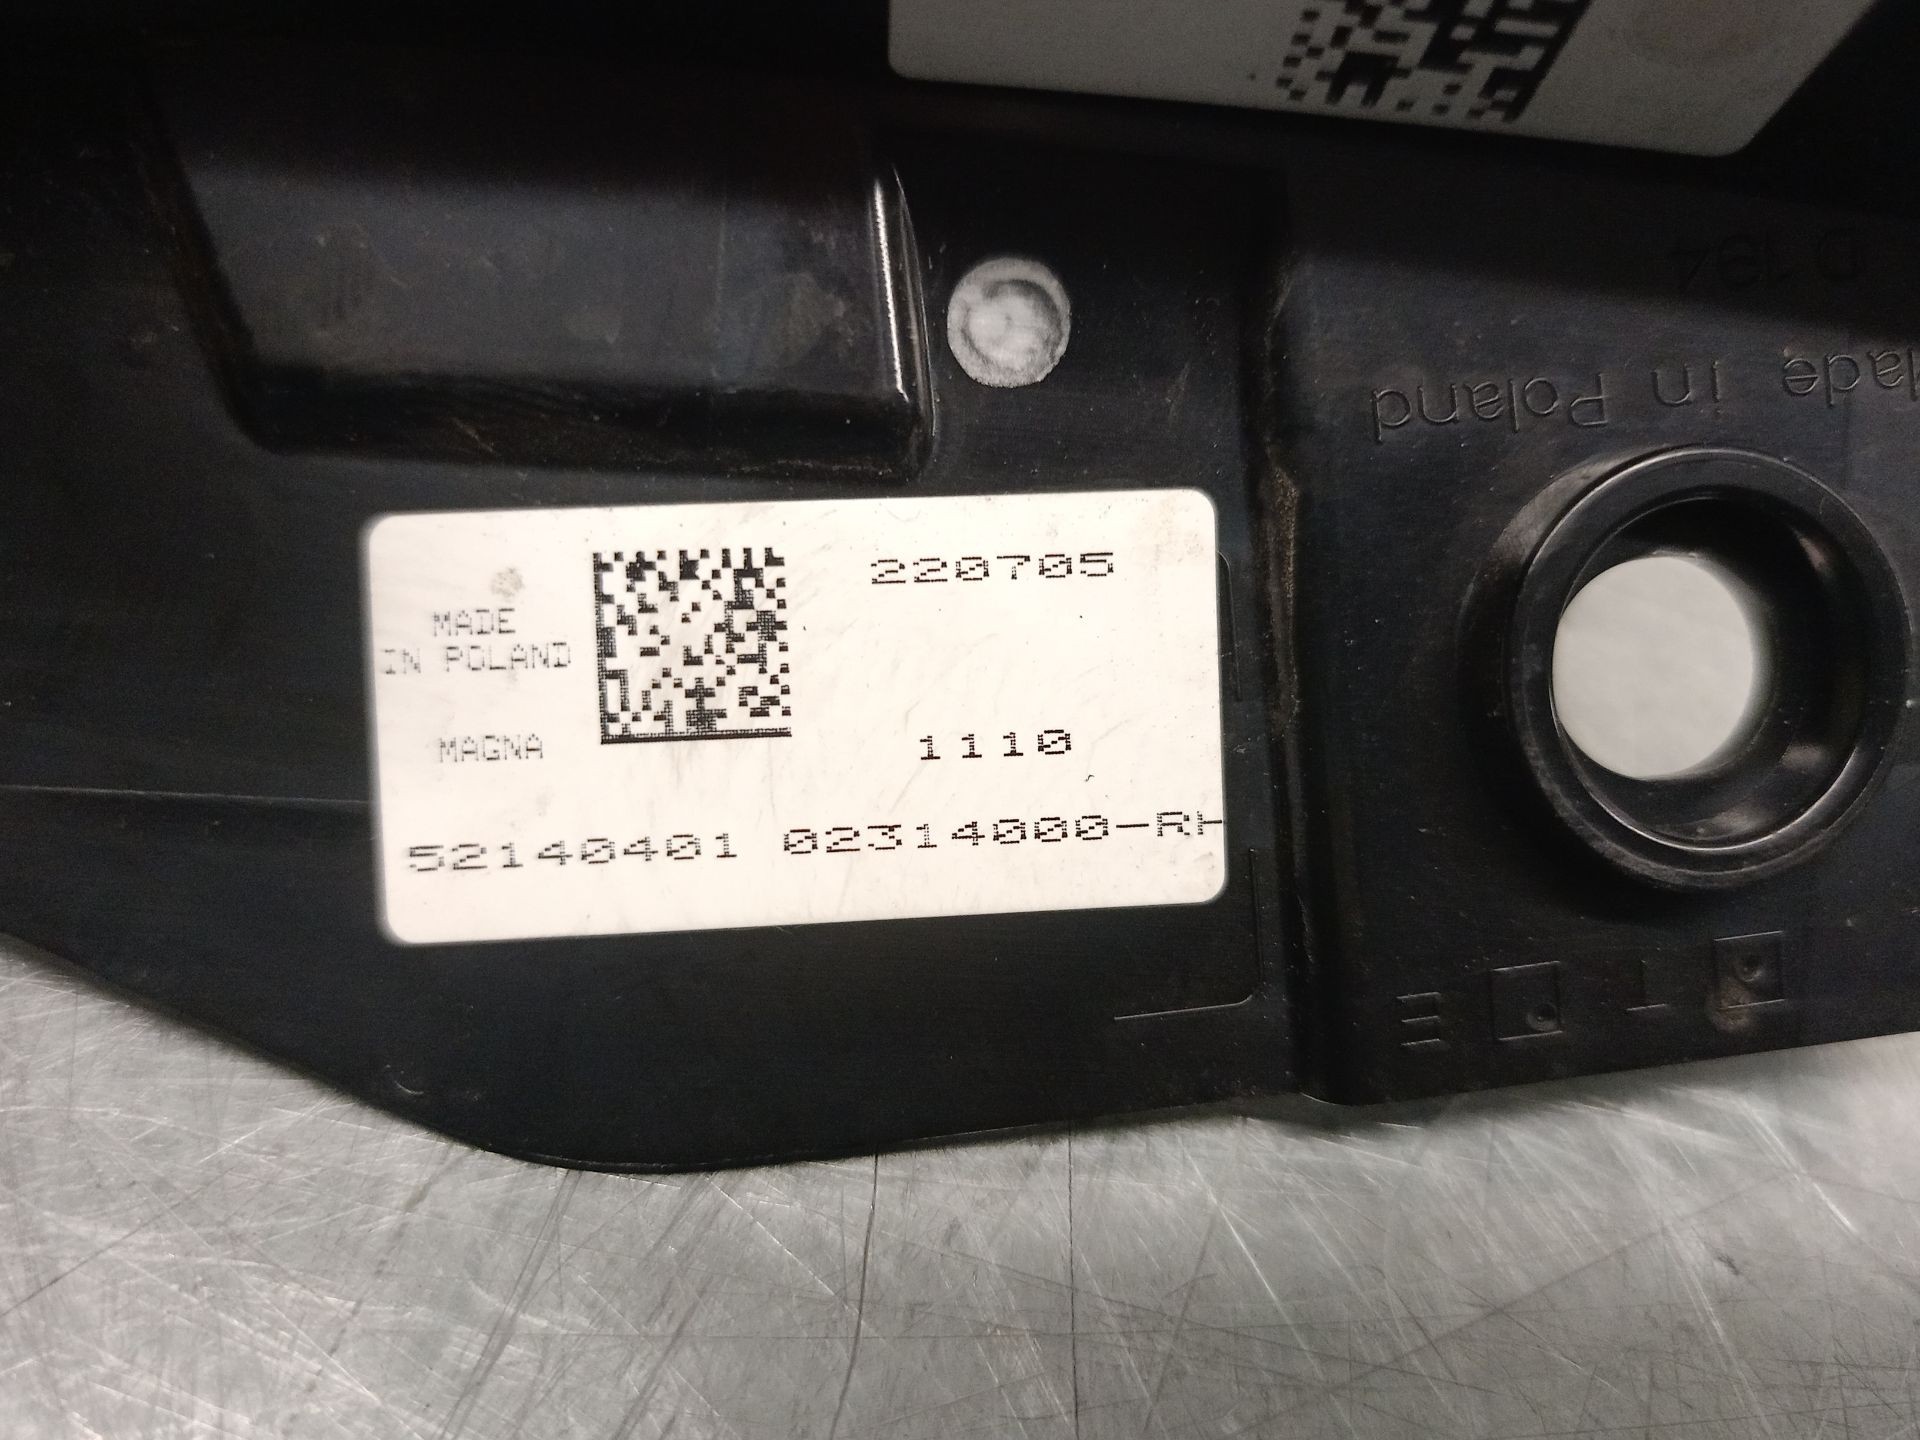 220705
MADE
IN POLAND
MAGNA
1110
52140401 02314000-RH
Made in Poland